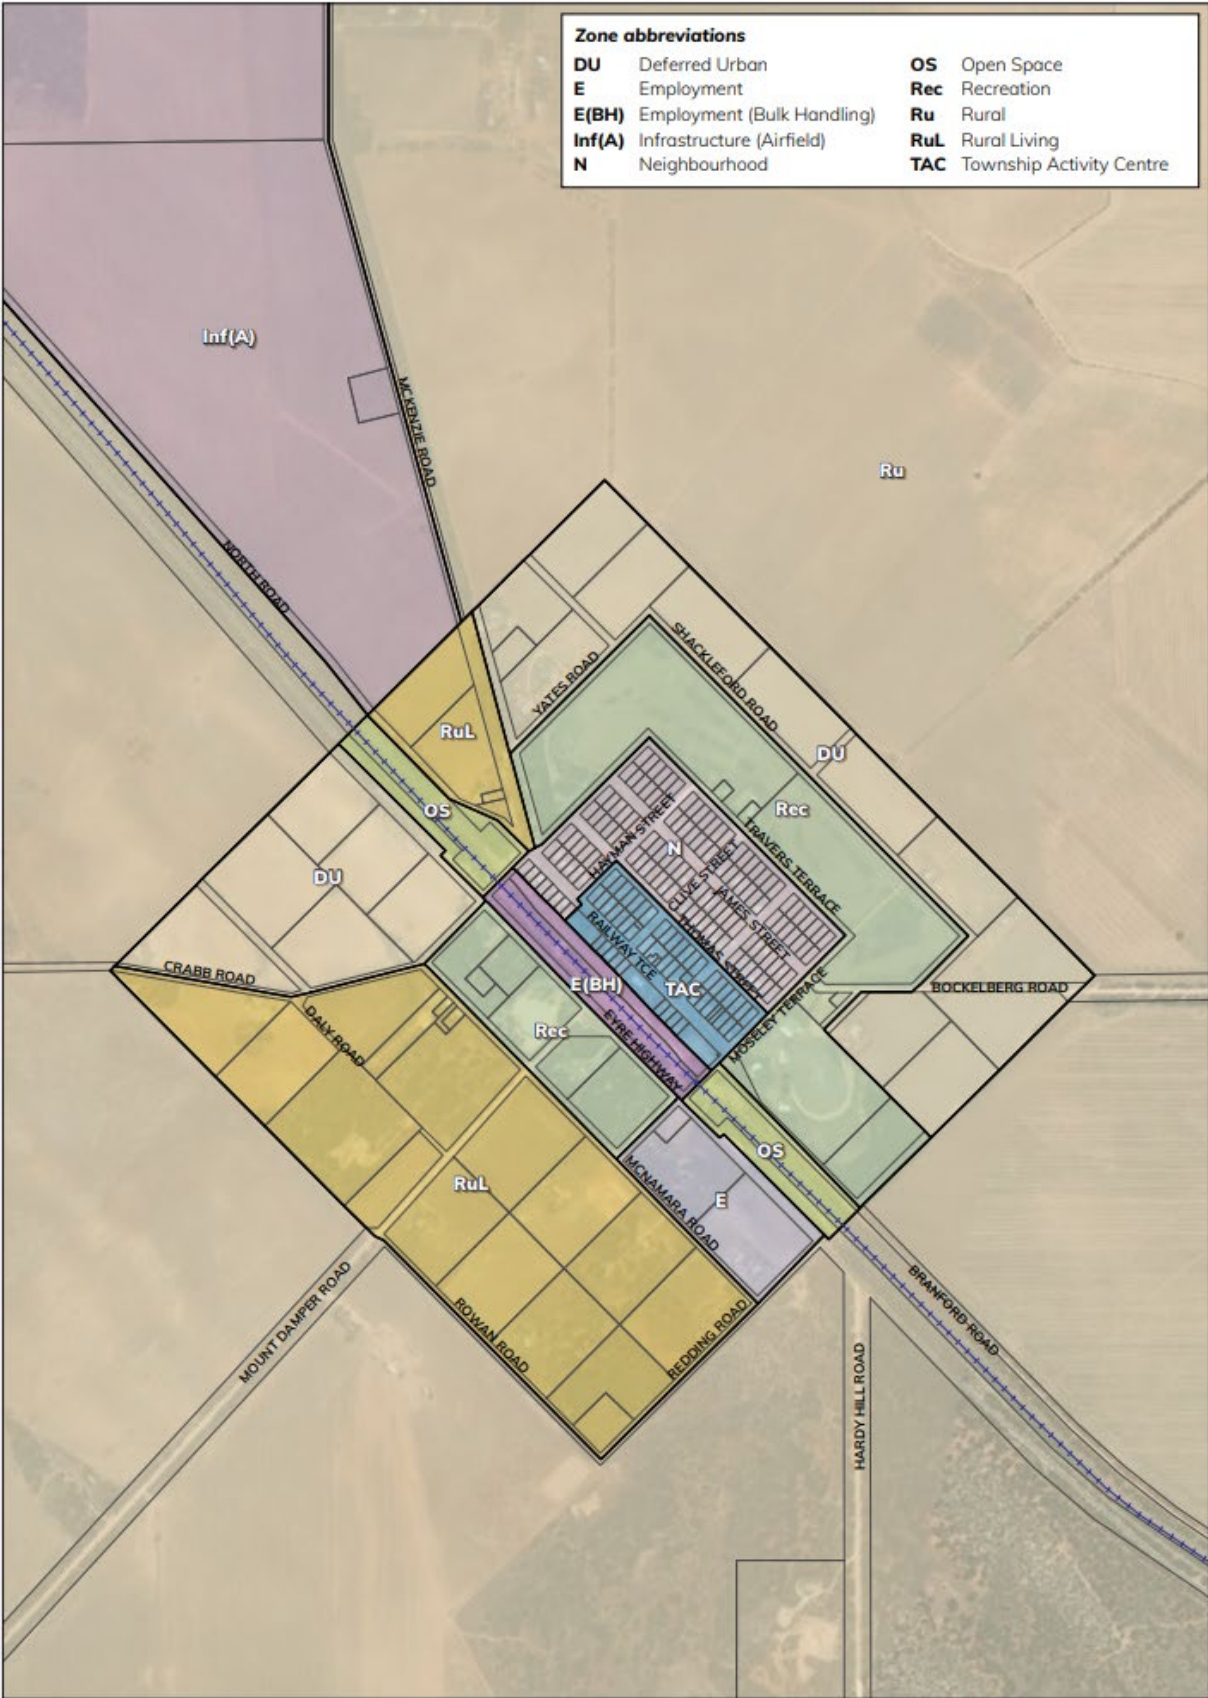 Zone abbreviations
DU Deferred Urban
E Employment
E(BH) Employment (Bulk Handling)
Inf(A) Infrastructure (Airfield)
N Neighbourhood
OS Open Space
Rec Recreation
Ru Rural
RuL Rural Living
TAC Township Activity Centre
Inf(A)
MCKENZIE ROAD
Ru
NORTH ROAD
YATES ROAD
SHACKLEFORD ROAD
RuL
DU
OS
Rec
HAYMAN STREET
N
TRAVERS TERRACE
CLIVE STREET
JAMES STREET
DU
RAILWAY TCE
THOMAS STREET
CRABB ROAD
E(BH)
TAC
BOCKELBERG ROAD
DALY ROAD
Rec
EYRE HIGHWAY
MOSELEY TERRACE
OS
RuL
MCNAMARA ROAD
E
MOUNT DAMPER ROAD
ROWAN ROAD
REDDING ROAD
BRANFORD ROAD
HARDY HILL ROAD